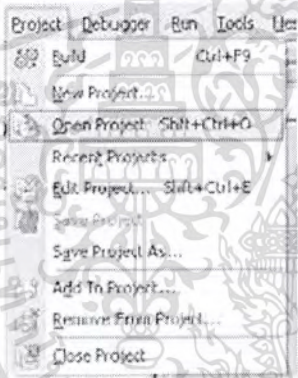 Project Debugger Run Tools
Build Ctrl+F9
New Project...
Open Project Shift+Ctrl+O
Recent Projects
Edit Project... Shift+Ctrl+E
Save Project
Save Project As...
Add To Project...
Remove From Project...
Close Project